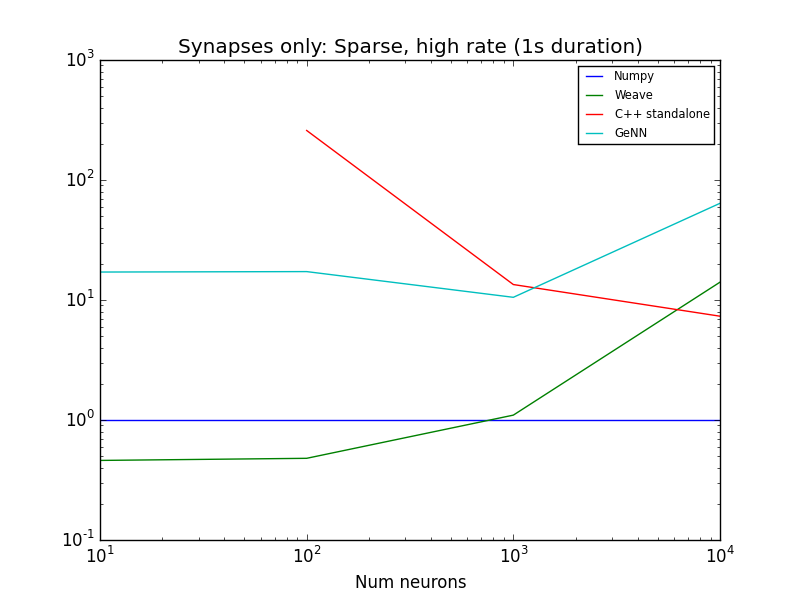 Synapses only: Sparse, high rate (1s duration)
10^3
10^2
10^1
10^0
10^-1
Numpy
Weave
C++ standalone
GeNN
10^1 10^2 10^3 10^4
Num neurons